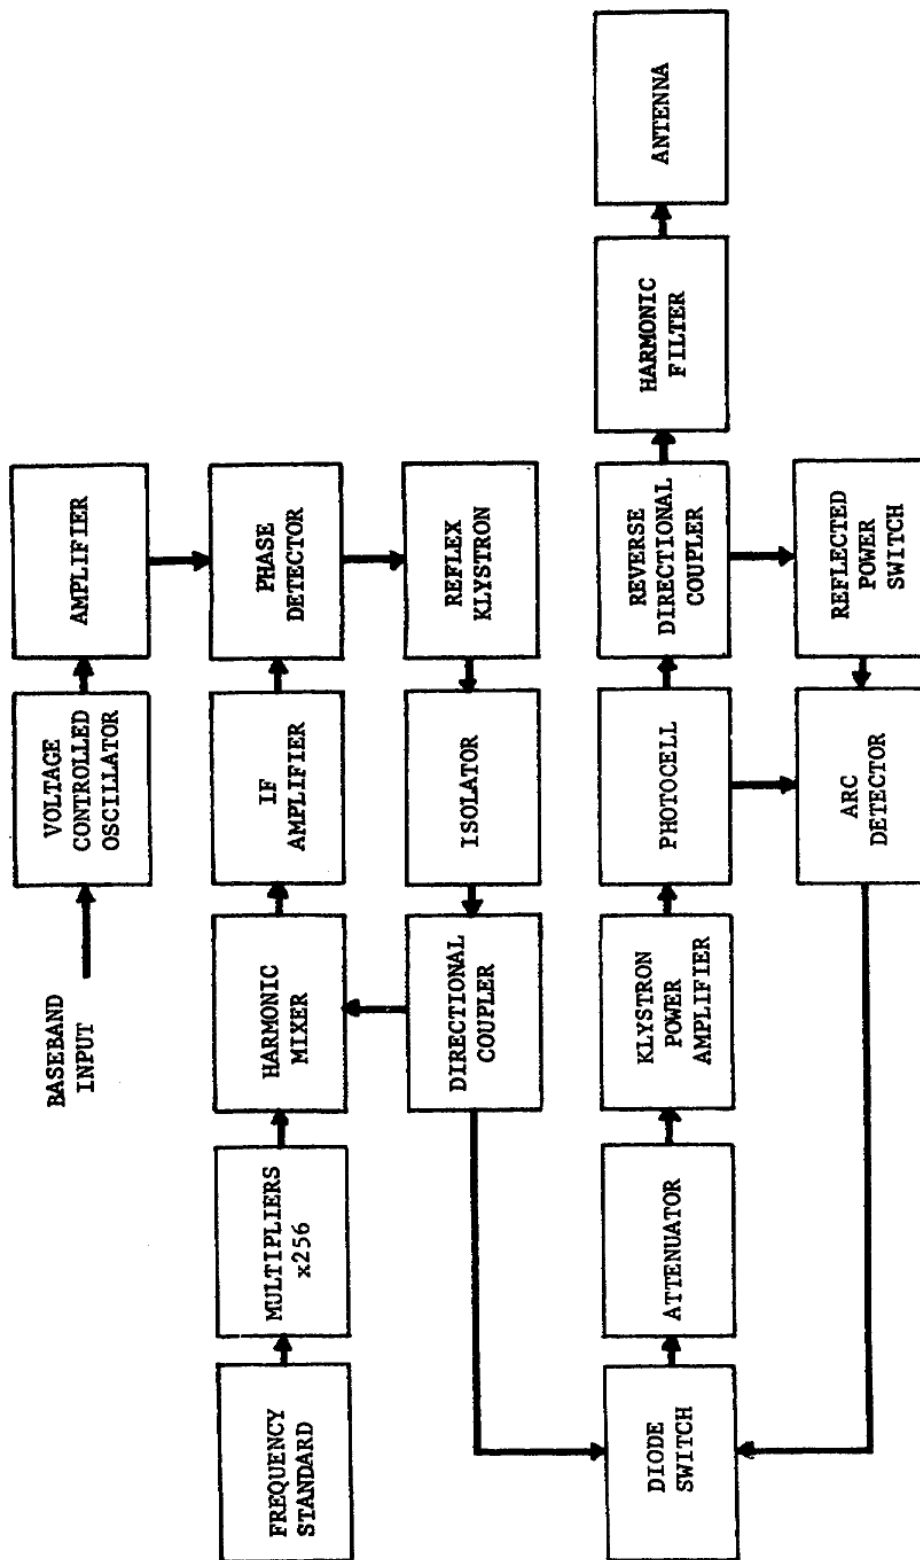 BASEBAND
INPUT
VOLTAGE
CONTROLLED
OSCILLATOR
AMPLIFIER
FREQUENCY
STANDARD
MULTIPLIERS
x256
HARMONIC
MIXER
IF
AMPLIFIER
PHASE
DETECTOR
DIRECTIONAL
COUPLER
ISOLATOR
REFLEX
KLYSTRON
DIODE
SWITCH
ATTENUATOR
KLYSTRON
POWER
AMPLIFIER
PHOTOCELL
REVERSE
DIRECTIONAL
COUPLER
HARMONIC
FILTER
ANTENNA
ARC
DETECTOR
REFLECTED
POWER
SWITCH